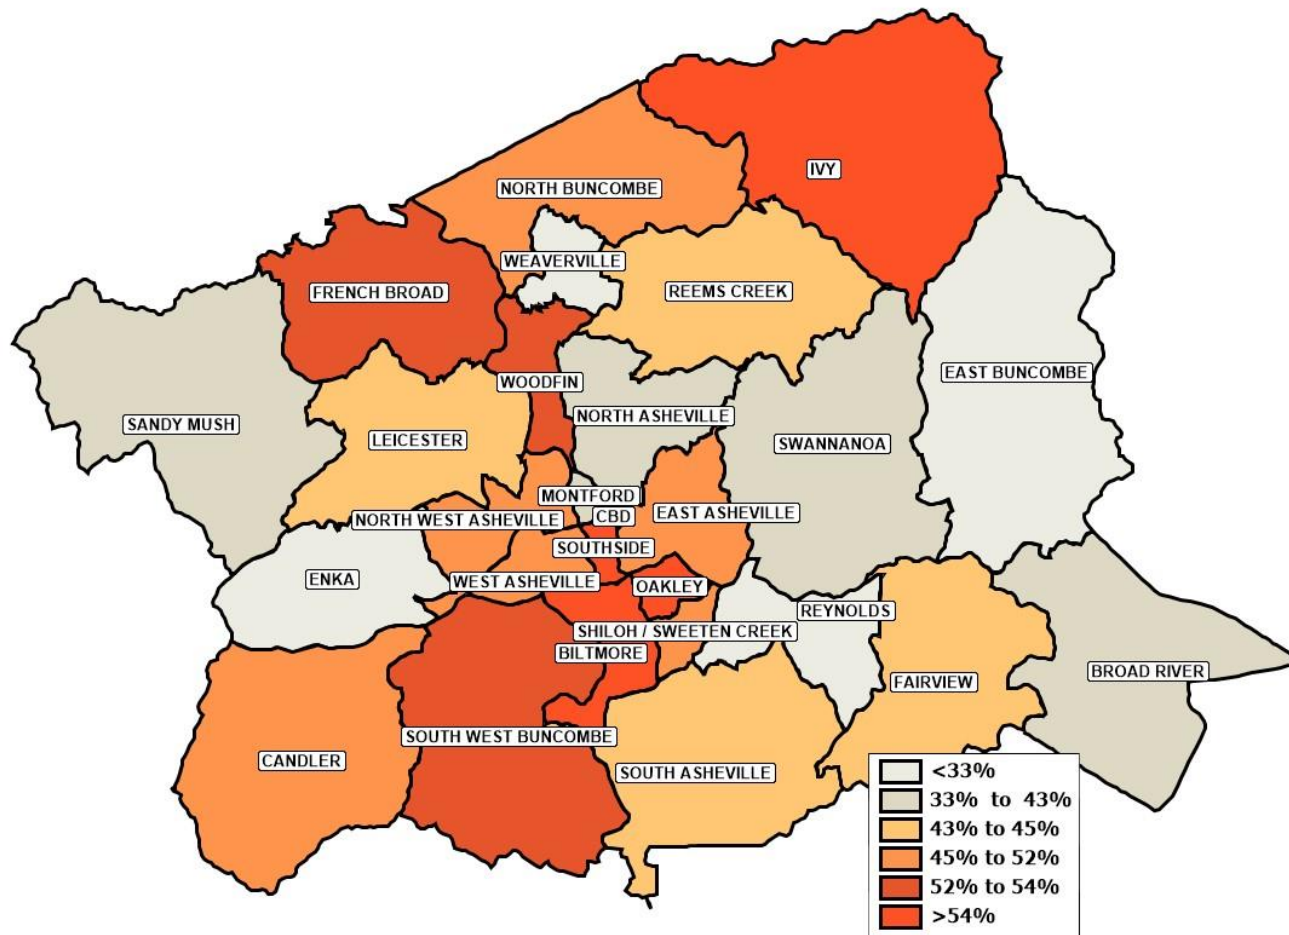 IVY
NORTH BUNCOMBE
WEAVERVILLE
FRENCH BROAD
REEMS CREEK
EAST BUNCOMBE
WOODFIN
NORTH ASHEVILLE
SANDY MUSH
LEICESTER
SWANNANOA
MONTFORD
CBD
EAST ASHEVILLE
NORTH WEST ASHEVILLE
SOUTHSIDE
ENKA
WEST ASHEVILLE
OAKLEY
REYNOLDS
SHILOH / SWEETEN CREEK
BILTMORE
BROAD RIVER
FAIRVIEW
SOUTH WEST BUNCOMBE
CANDLER
SOUTH ASHEVILLE
<33%
33% to 43%
43% to 45%
45% to 52%
52% to 54%
>54%